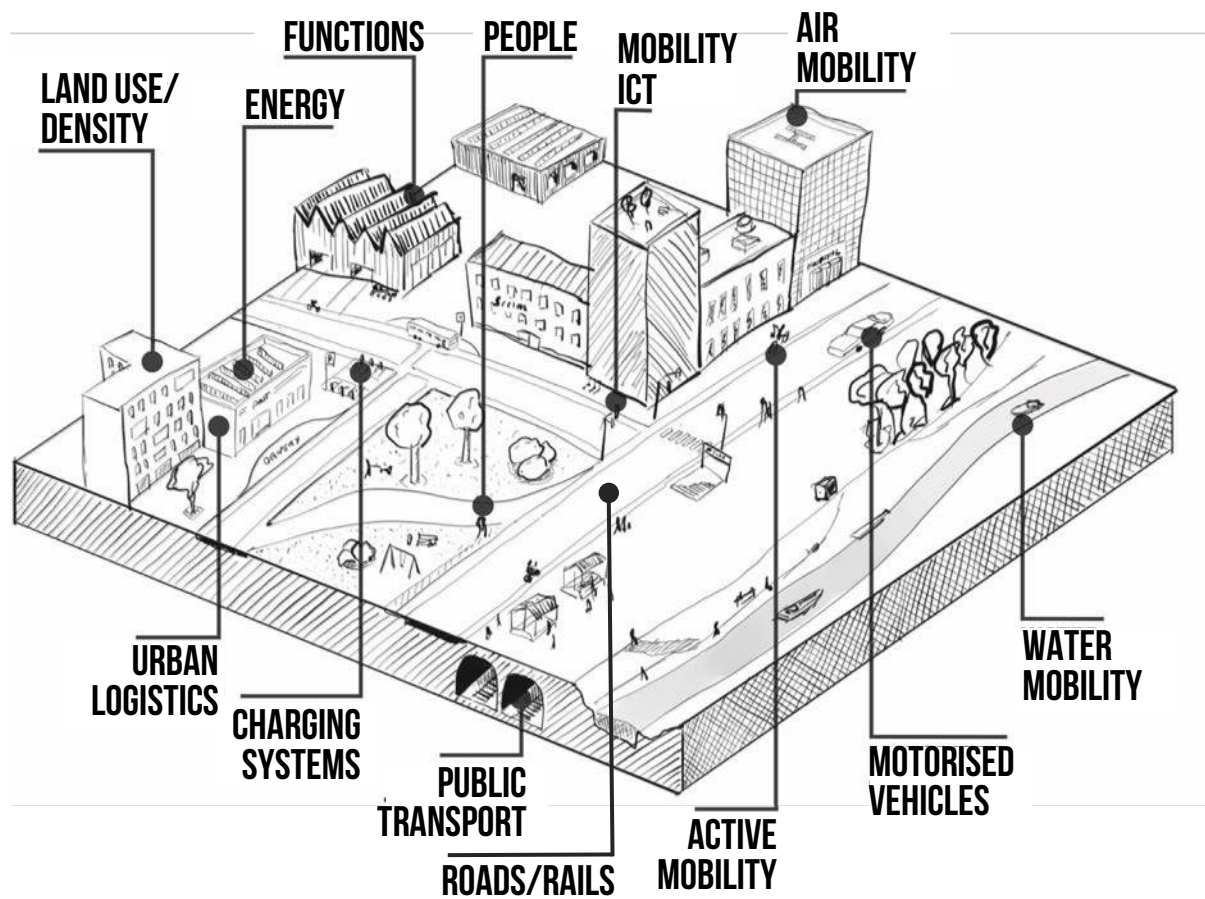 FUNCTIONS
PEOPLE
MOBILITY
ICT
AIR
MOBILITY
LAND USE/
DENSITY
ENERGY
URBAN
LOGISTICS
CHARGING
SYSTEMS
PUBLIC
TRANSPORT
ROADS/RAILS
ACTIVE
MOBILITY
MOTORISED
VEHICLES
WATER
MOBILITY